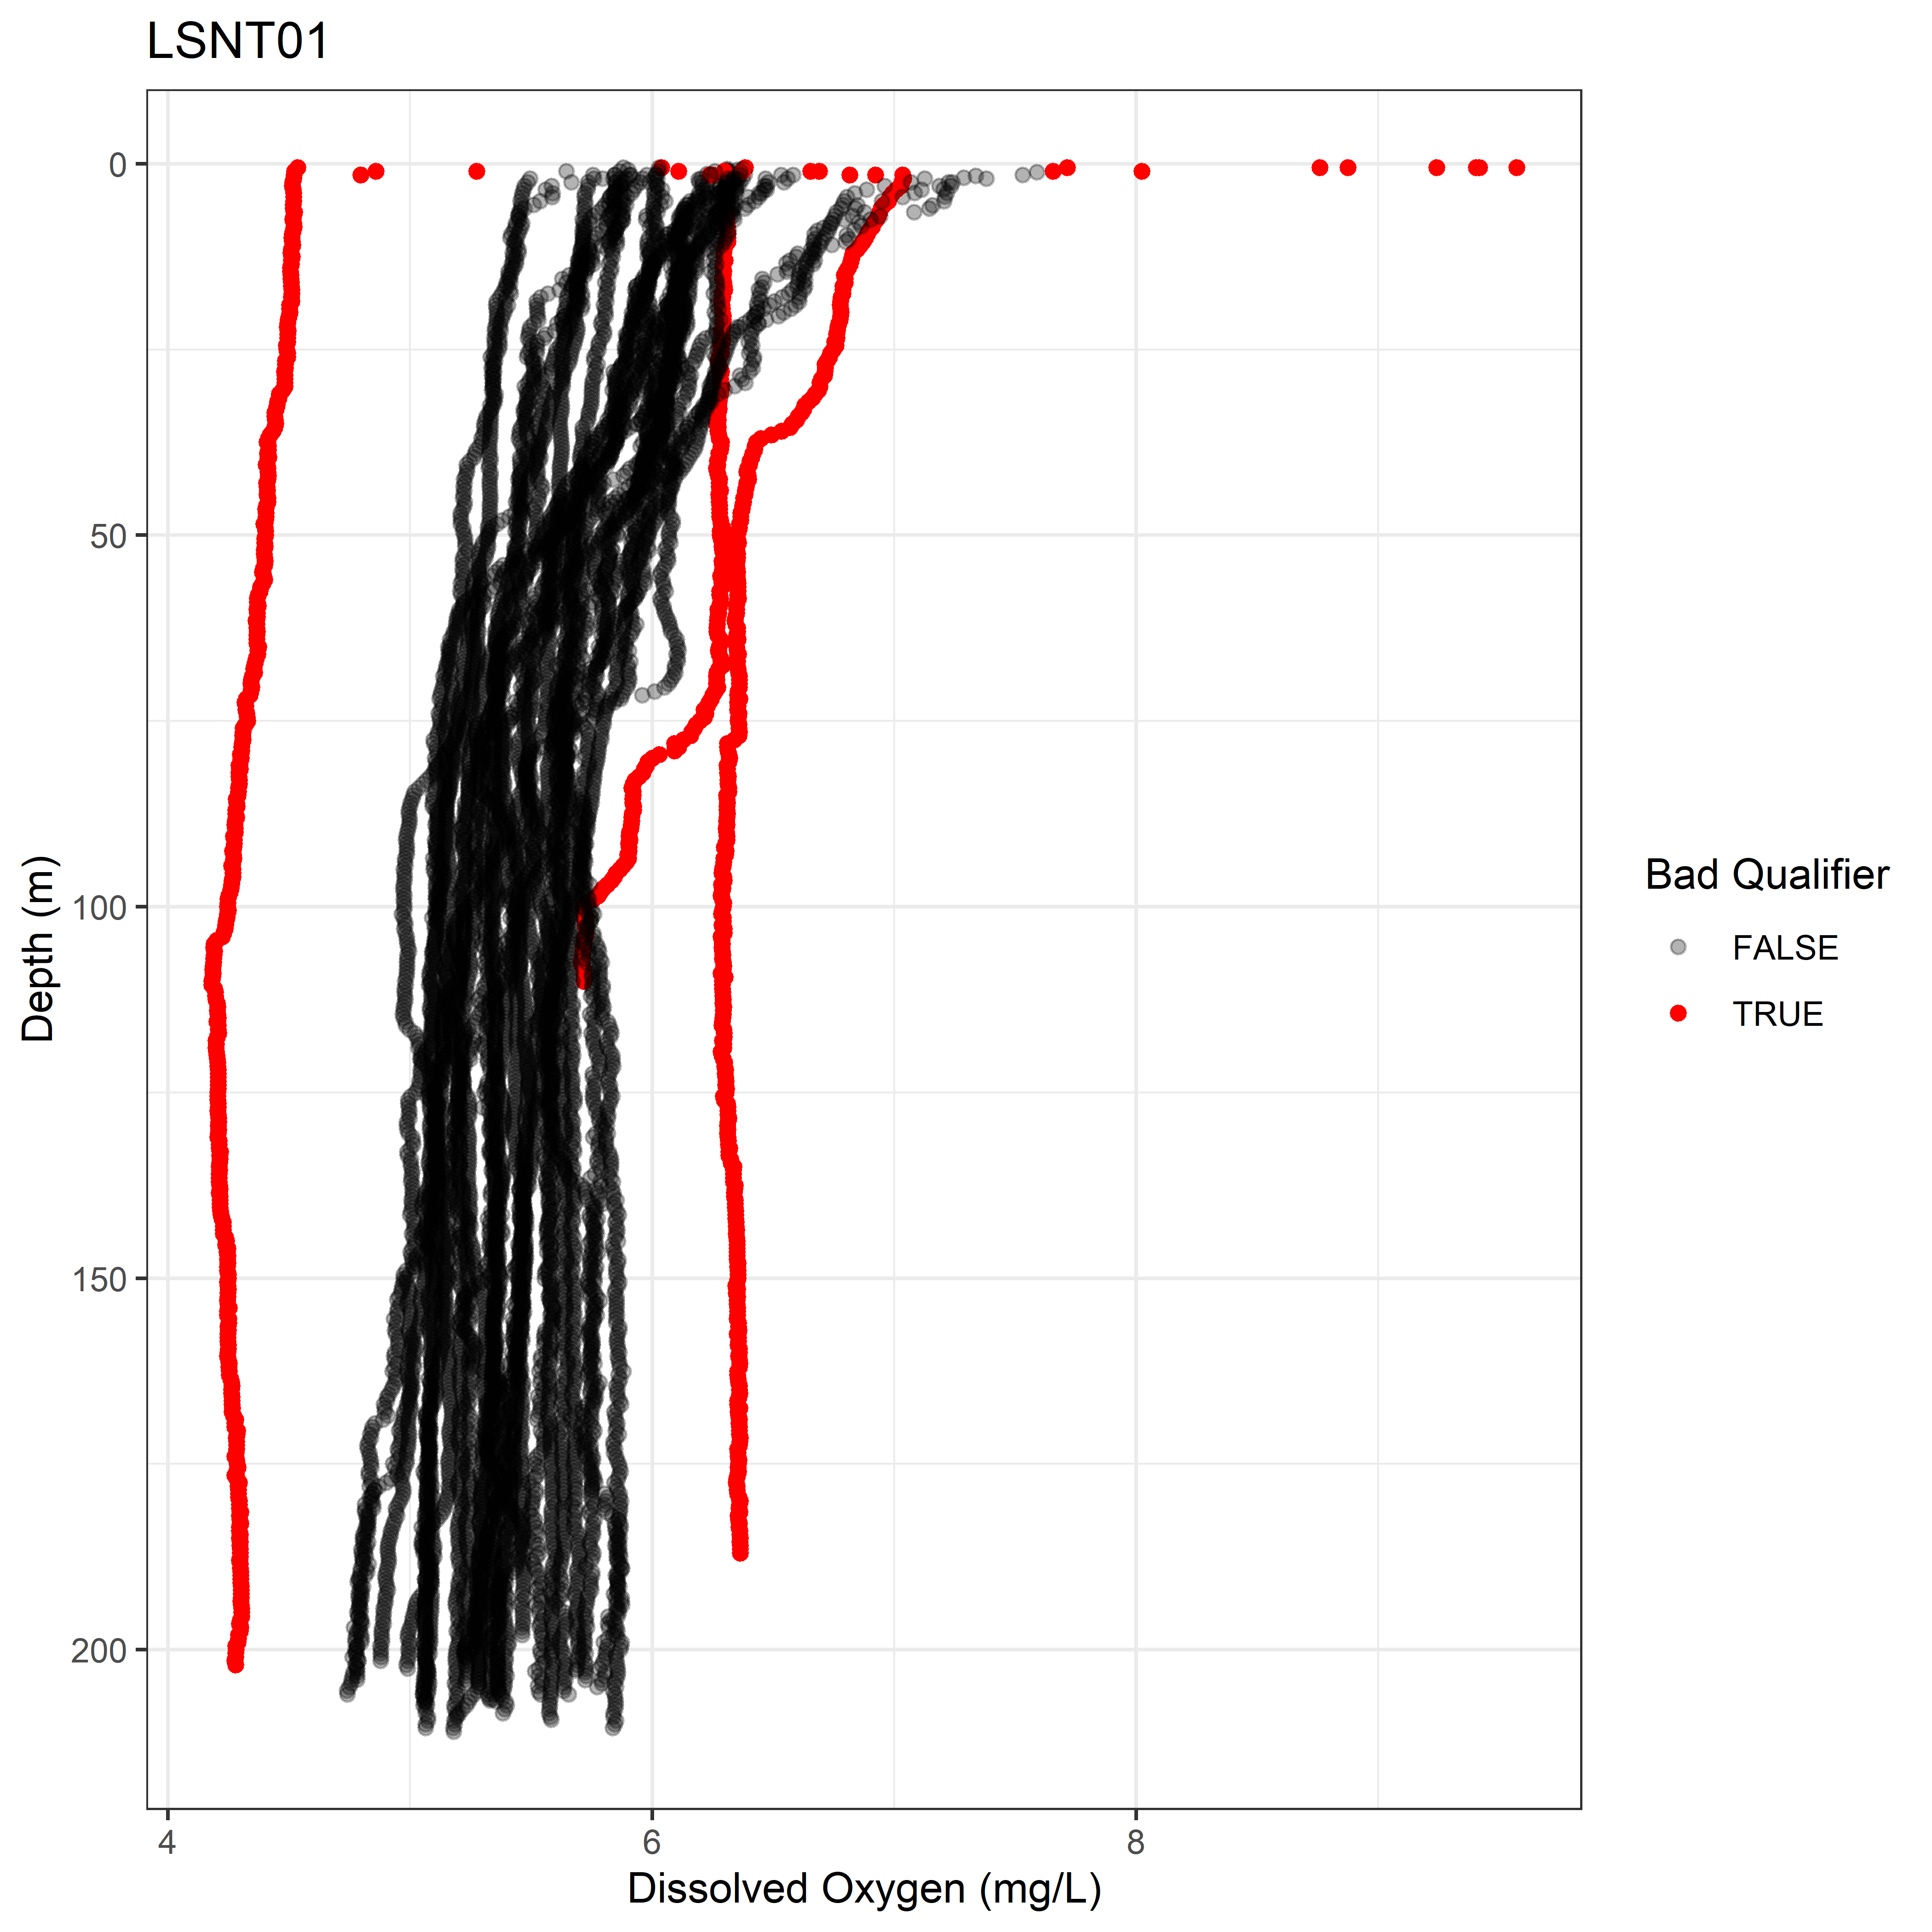 LSNT01
0
50
100
150
200
Depth (m)
4
6
8
Dissolved Oxygen (mg/L)
Bad Qualifier
FALSE
TRUE